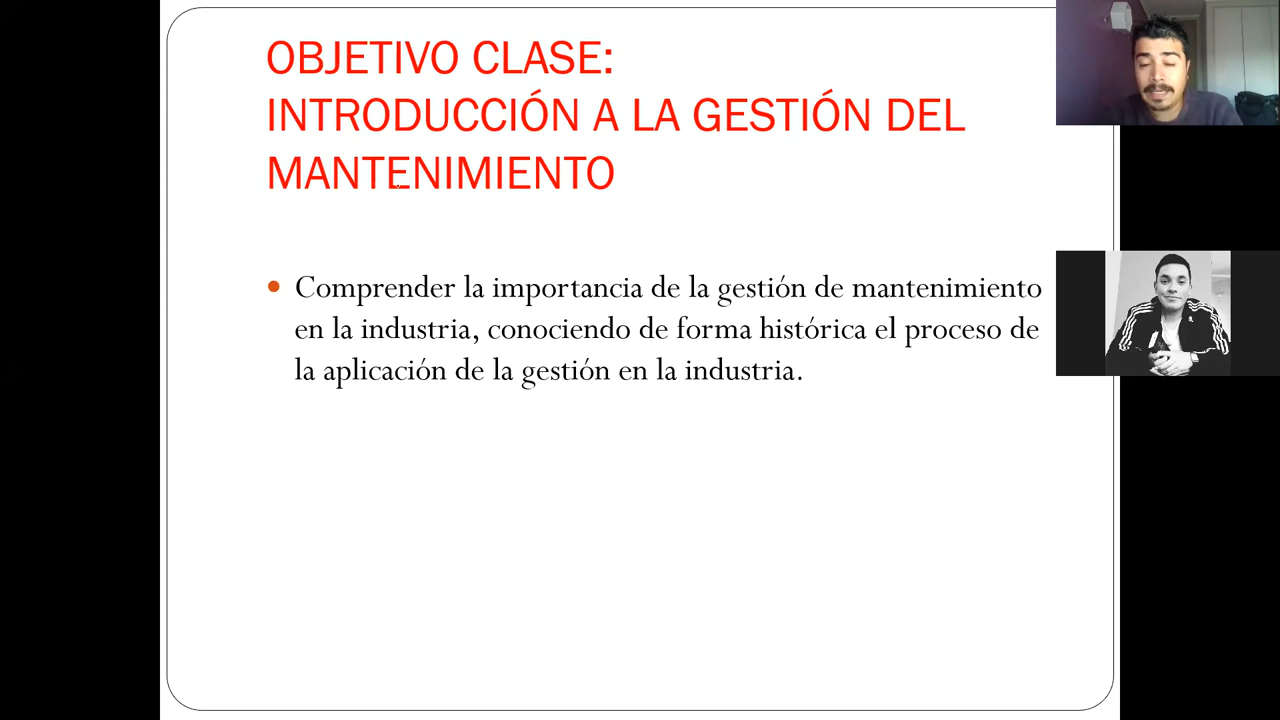 OBJETIVO CLASE:
INTRODUCCIÓN A LA GESTIÓN DEL
MANTENIMIENTO
• Comprender la importancia de la gestión de mantenimiento
en la industria, conociendo de forma histórica el proceso de
la aplicación de la gestión en la industria.